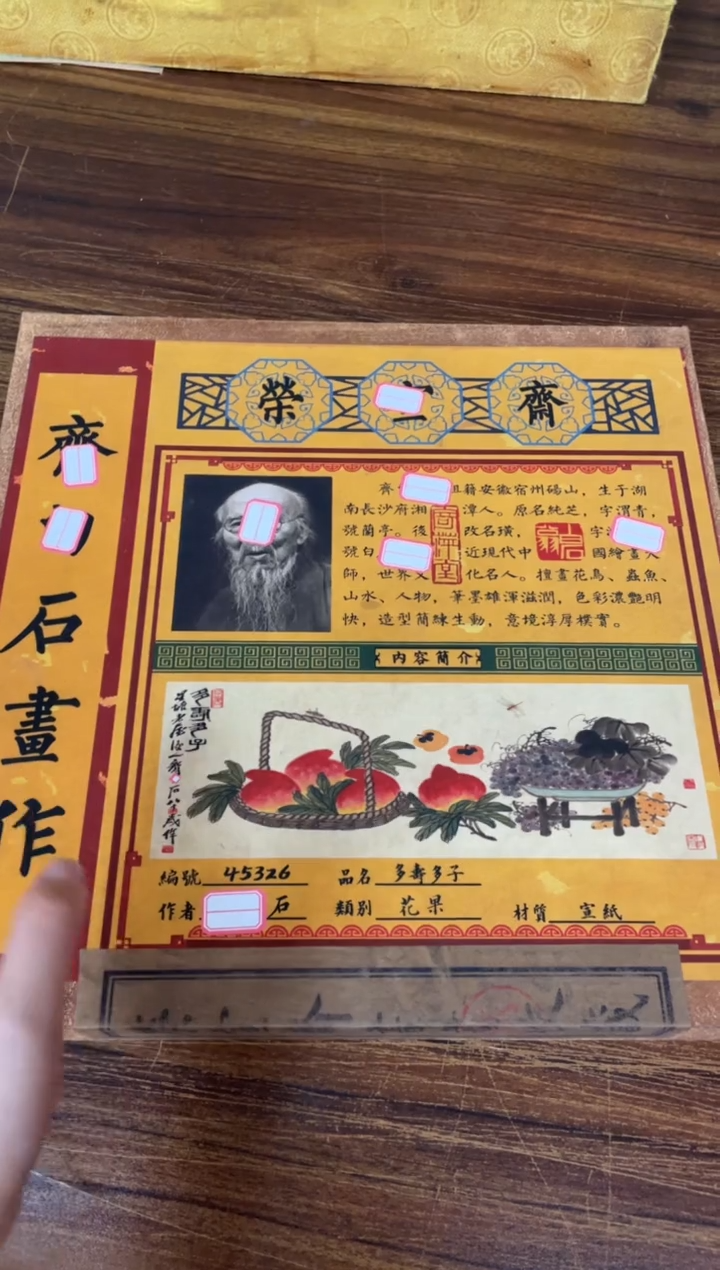 榮 齋
齊
石
畫
作
齊 祖籍安徽宿州碭山，生于湖
南長沙府湘潭人。原名純芝，字渭青，
號蘭亭。後改名璜，字
號白 近現代中國繪畫大
師，世界文化名人。擅畫花鳥、蟲魚、
山水、人物，筆墨雄渾滋潤，色彩濃艷明
快，造型簡練生動，意境淳厚樸實。
內容簡介
多壽多子
編號 45326 品名 多壽多子
作者 石 類別 花果 材質 宣紙